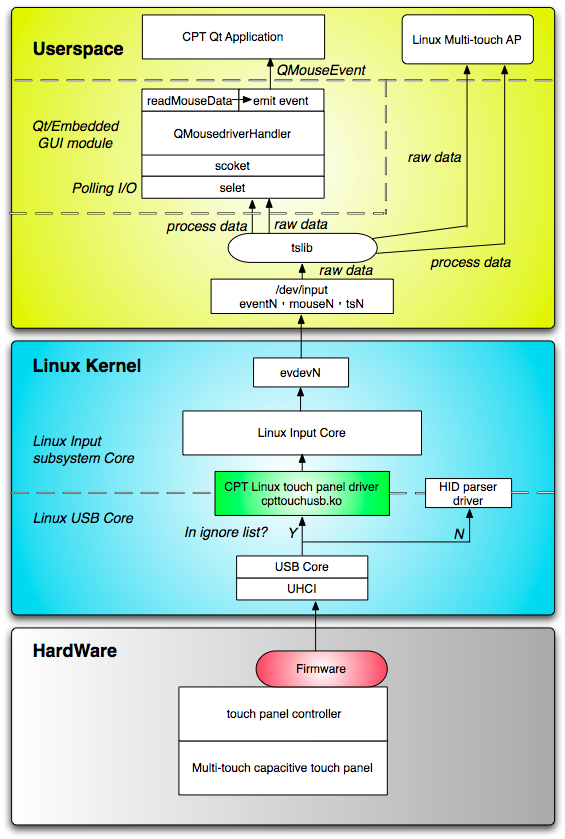 Userspace
CPT Qt Application
Linux Multi-touch AP
QMouseEvent
readMouseData
emit event
Qt/Embedded
GUI module
QMousedriverHandler
raw data
scoket
Polling I/O
selet
process data
raw data
tslib
process data
raw data
/dev/input
eventN，mouseN，tsN
Linux Kernel
evdevN
Linux Input Core
Linux Input
subsystem Core
CPT Linux touch panel driver
cpttouchusb.ko
HID parser
driver
Linux USB Core
In ignore list?
Y
N
USB Core
UHCI
HardWare
Firmware
touch panel controller
Multi-touch capacitive touch panel